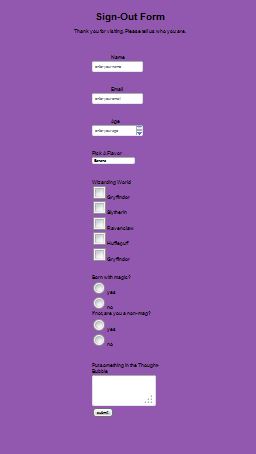 Sign-Out Form
Thank you for visiting. Please tell us who you are.
Name
enter your name
Email
enter your email
Age
enter your age
Pick A Flavor
Banana
Wizarding World
Gryffindor
Slytherin
Ravenclaw
Hufflepuff
Gryffindor
Born with magic?
yes
no
If not, are you a non-mag?
yes
no
Put something in the Thought-
Bubble
submit